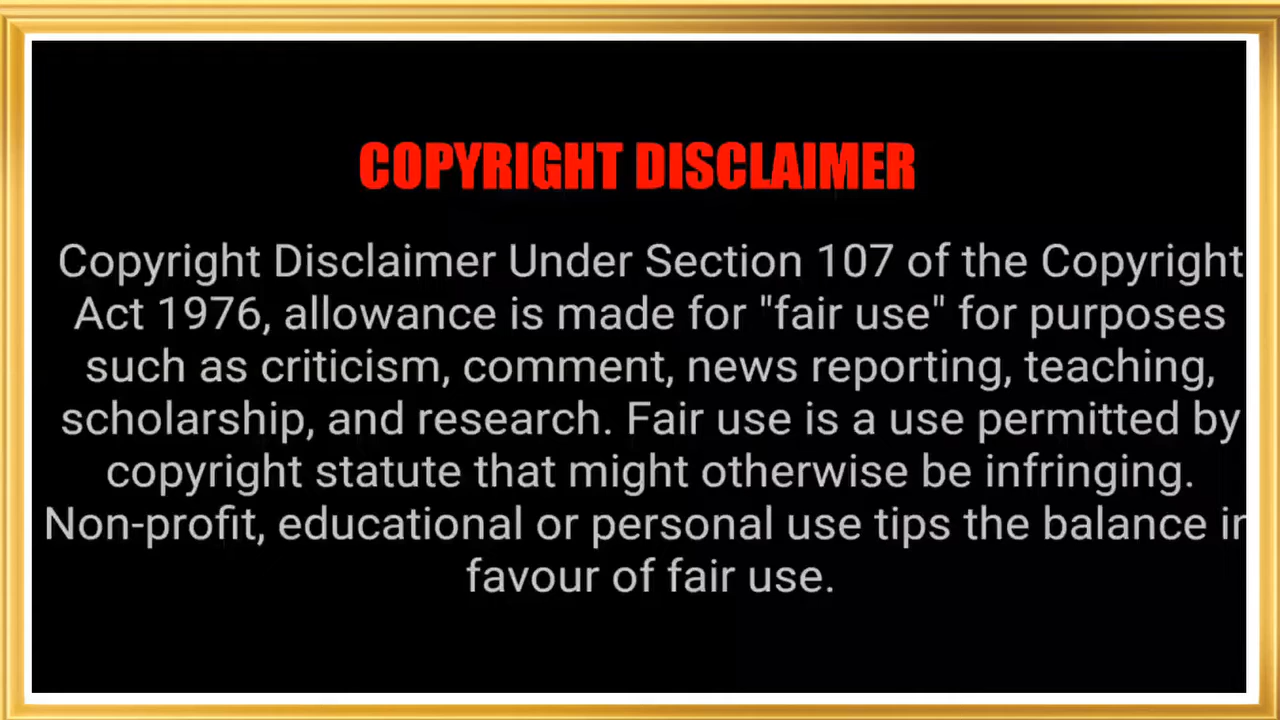 COPYRIGHT DISCLAIMER
Copyright Disclaimer Under Section 107 of the Copyright
Act 1976, allowance is made for "fair use" for purposes
such as criticism, comment, news reporting, teaching,
scholarship, and research. Fair use is a use permitted by
copyright statute that might otherwise be infringing.
Non-profit, educational or personal use tips the balance in
favour of fair use.